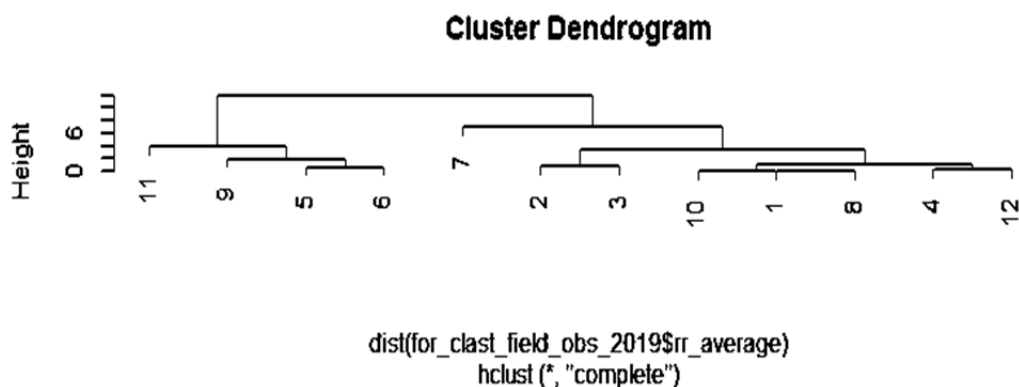 Cluster Dendrogram
Height
0 6
11 9 5 6 7 2 3 10 1 8 4 12
dist(for_clast_field_obs_2019$rr_average)
hclust (*, "complete")